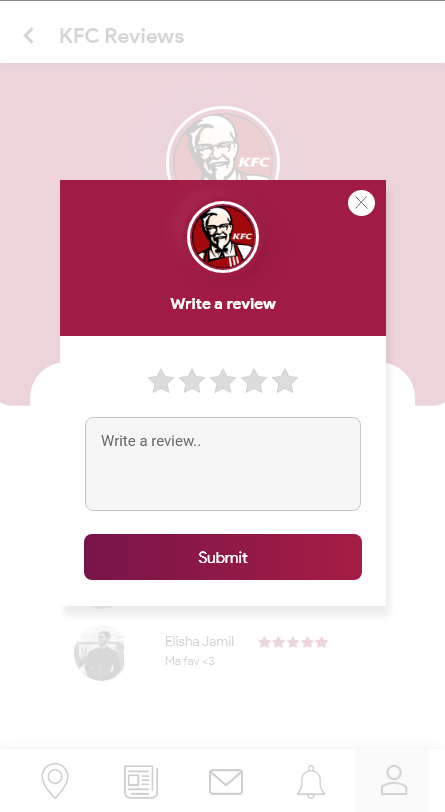 KFC Reviews
KFC
KFC
Write a review
Write a review..
Submit
Elisha Jamil
Ma fav <3